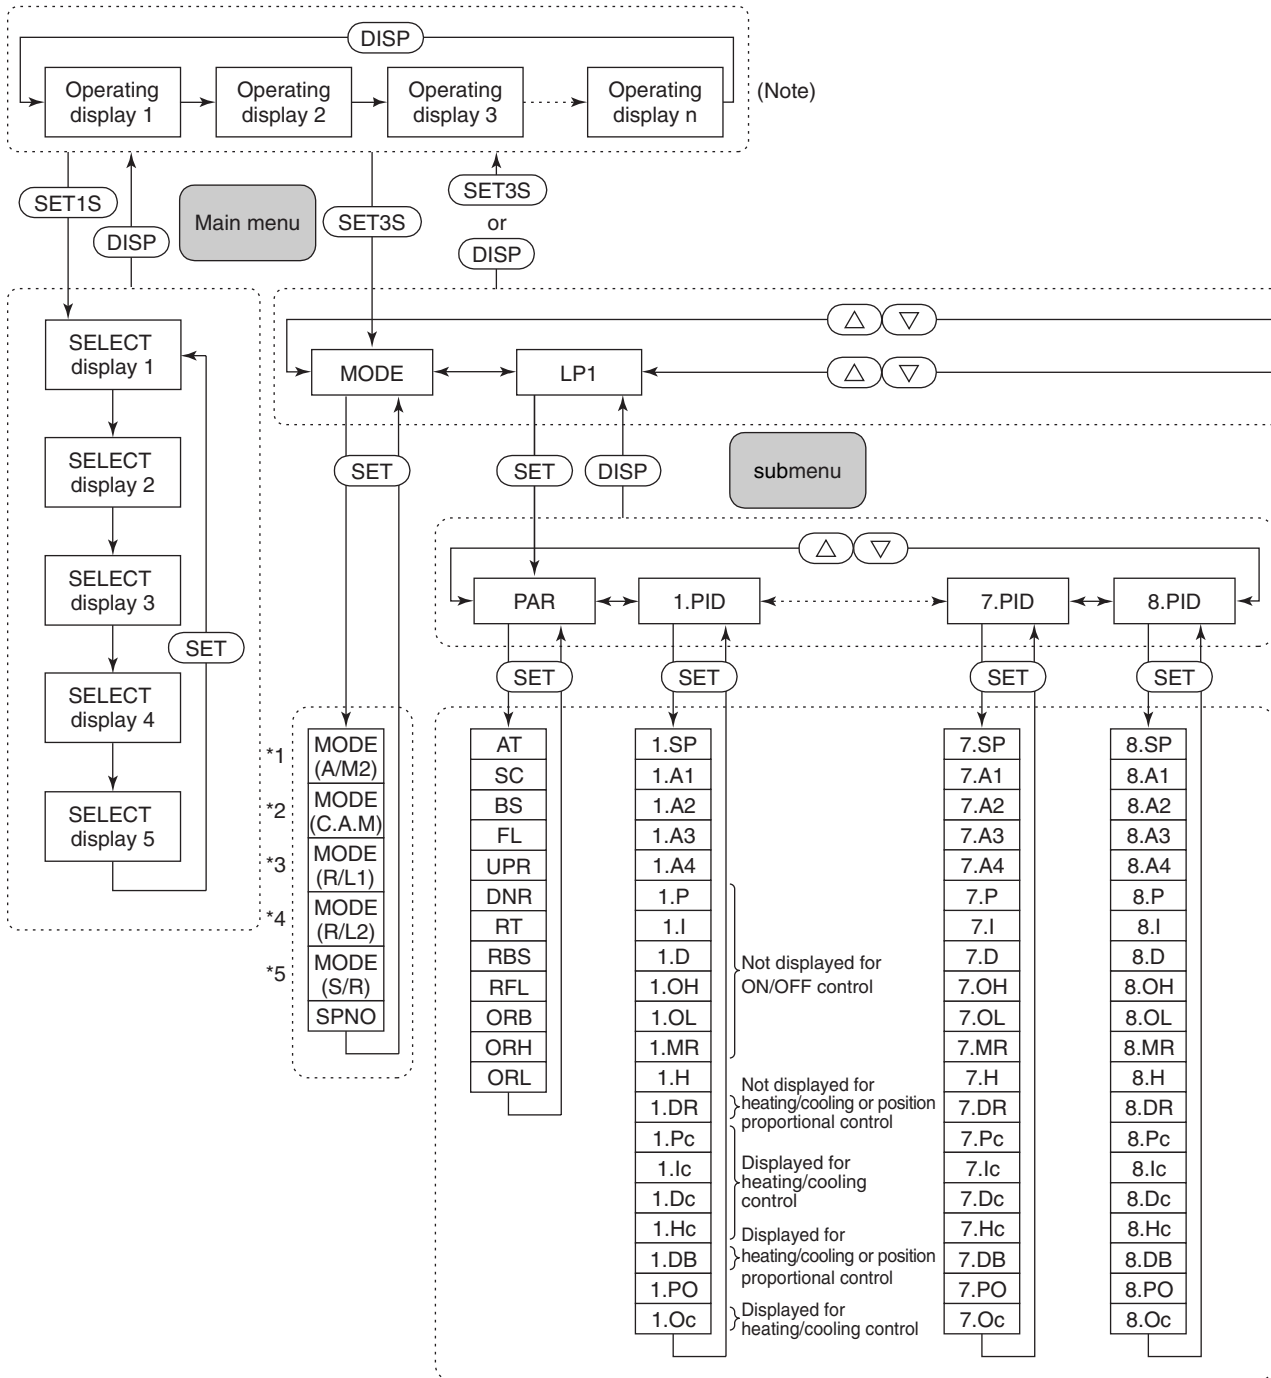 DISP
Operating
display 1
Operating
display 2
Operating
display 3
Operating
display n
(Note)
SET1S
DISP
Main menu
SET3S
SET3S
or
DISP
SELECT
display 1
SELECT
display 2
SELECT
display 3
SELECT
display 4
SELECT
display 5
SET
△ ▽
△ ▽
MODE
LP1
SET
SET
DISP
submenu
△ ▽
PAR
1.PID
7.PID
8.PID
SET
SET
SET
SET
*1
MODE
(A/M2)
*2
MODE
(C.A.M)
*3
MODE
(R/L1)
*4
MODE
(R/L2)
*5
MODE
(S/R)
SPNO
AT
SC
BS
FL
UPR
DNR
RT
RBS
RFL
ORB
ORH
ORL
1.SP
1.A1
1.A2
1.A3
1.A4
1.P
1.I
1.D
1.OH
1.OL
1.MR
1.H
1.DR
1.Pc
1.Ic
1.Dc
1.Hc
1.DB
1.PO
1.Oc
Not displayed for
ON/OFF control
Not displayed for
heating/cooling or position
proportional control
Displayed for
heating/cooling
control
Displayed for
heating/cooling or position
proportional control
Displayed for
heating/cooling control
7.SP
7.A1
7.A2
7.A3
7.A4
7.P
7.I
7.D
7.OH
7.OL
7.MR
7.H
7.DR
7.Pc
7.Ic
7.Dc
7.Hc
7.DB
7.PO
7.Oc
8.SP
8.A1
8.A2
8.A3
8.A4
8.P
8.I
8.D
8.OH
8.OL
8.MR
8.H
8.DR
8.Pc
8.Ic
8.Dc
8.Hc
8.DB
8.PO
8.Oc